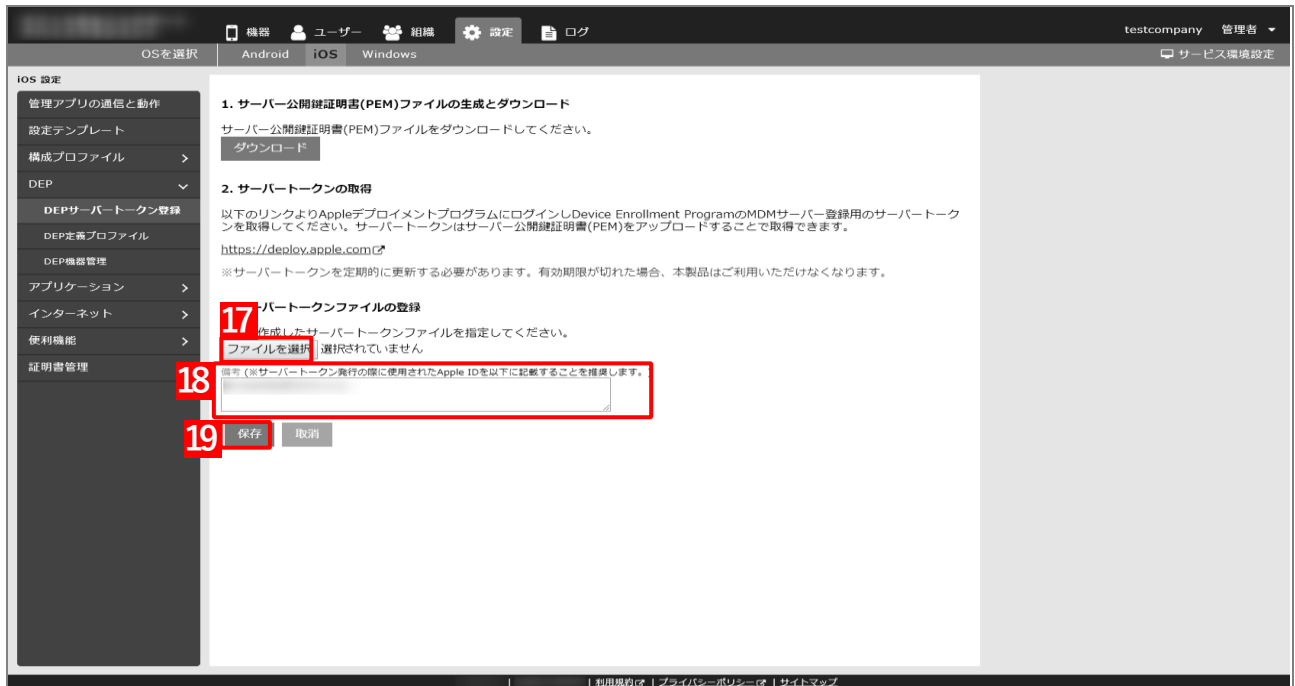 機器 ユーザー 組織 設定 ログ testcompany 管理者
OSを選択 Android iOS Windows サービス環境設定
iOS 設定
管理アプリの通信と動作
設定テンプレート
構成プロファイル
DEP
DEPサーバートークン登録
DEP定義プロファイル
DEP機器管理
アプリケーション
インターネット
便利機能
証明書管理
1. サーバー公開鍵証明書(PEM)ファイルの生成とダウンロード
サーバー公開鍵証明書(PEM)ファイルをダウンロードしてください。
ダウンロード
2. サーバートークンの取得
以下のリンクよりAppleデプロイメントプログラムにログインしDevice Enrollment ProgramのMDMサーバー登録用のサーバートーク
ンを取得してください。サーバートークンはサーバー公開鍵証明書(PEM)をアップロードすることで取得できます。
https://deploy.apple.com
※サーバートークンを定期的に更新する必要があります。有効期限が切れた場合、本製品はご利用いただけなくなります。
17
ーバートークンファイルの登録
作成したサーバートークンファイルを指定してください。
ファイルを選択 選択されていません
18
備考 (※サーバートークン発行の際に使用されたApple IDを以下に記載することを推奨します。)
19
保存 取消
| | 利用規約 | プライバシーポリシー | サイトマップ